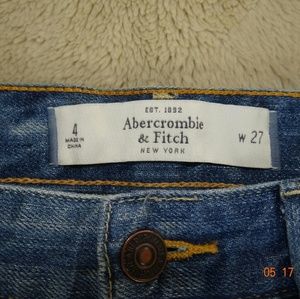 EST. 1892
4
MADE IN
CHINA
Abercrombie
& Fitch
NEW YORK
W 27
05 17